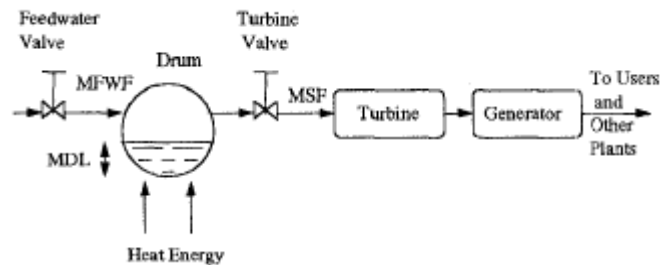 Feedwater
Valve
Turbine
Valve
Drum
MFWF
MSF
Turbine
Generator
To Users
and
Other
Plants
MDL
Heat Energy